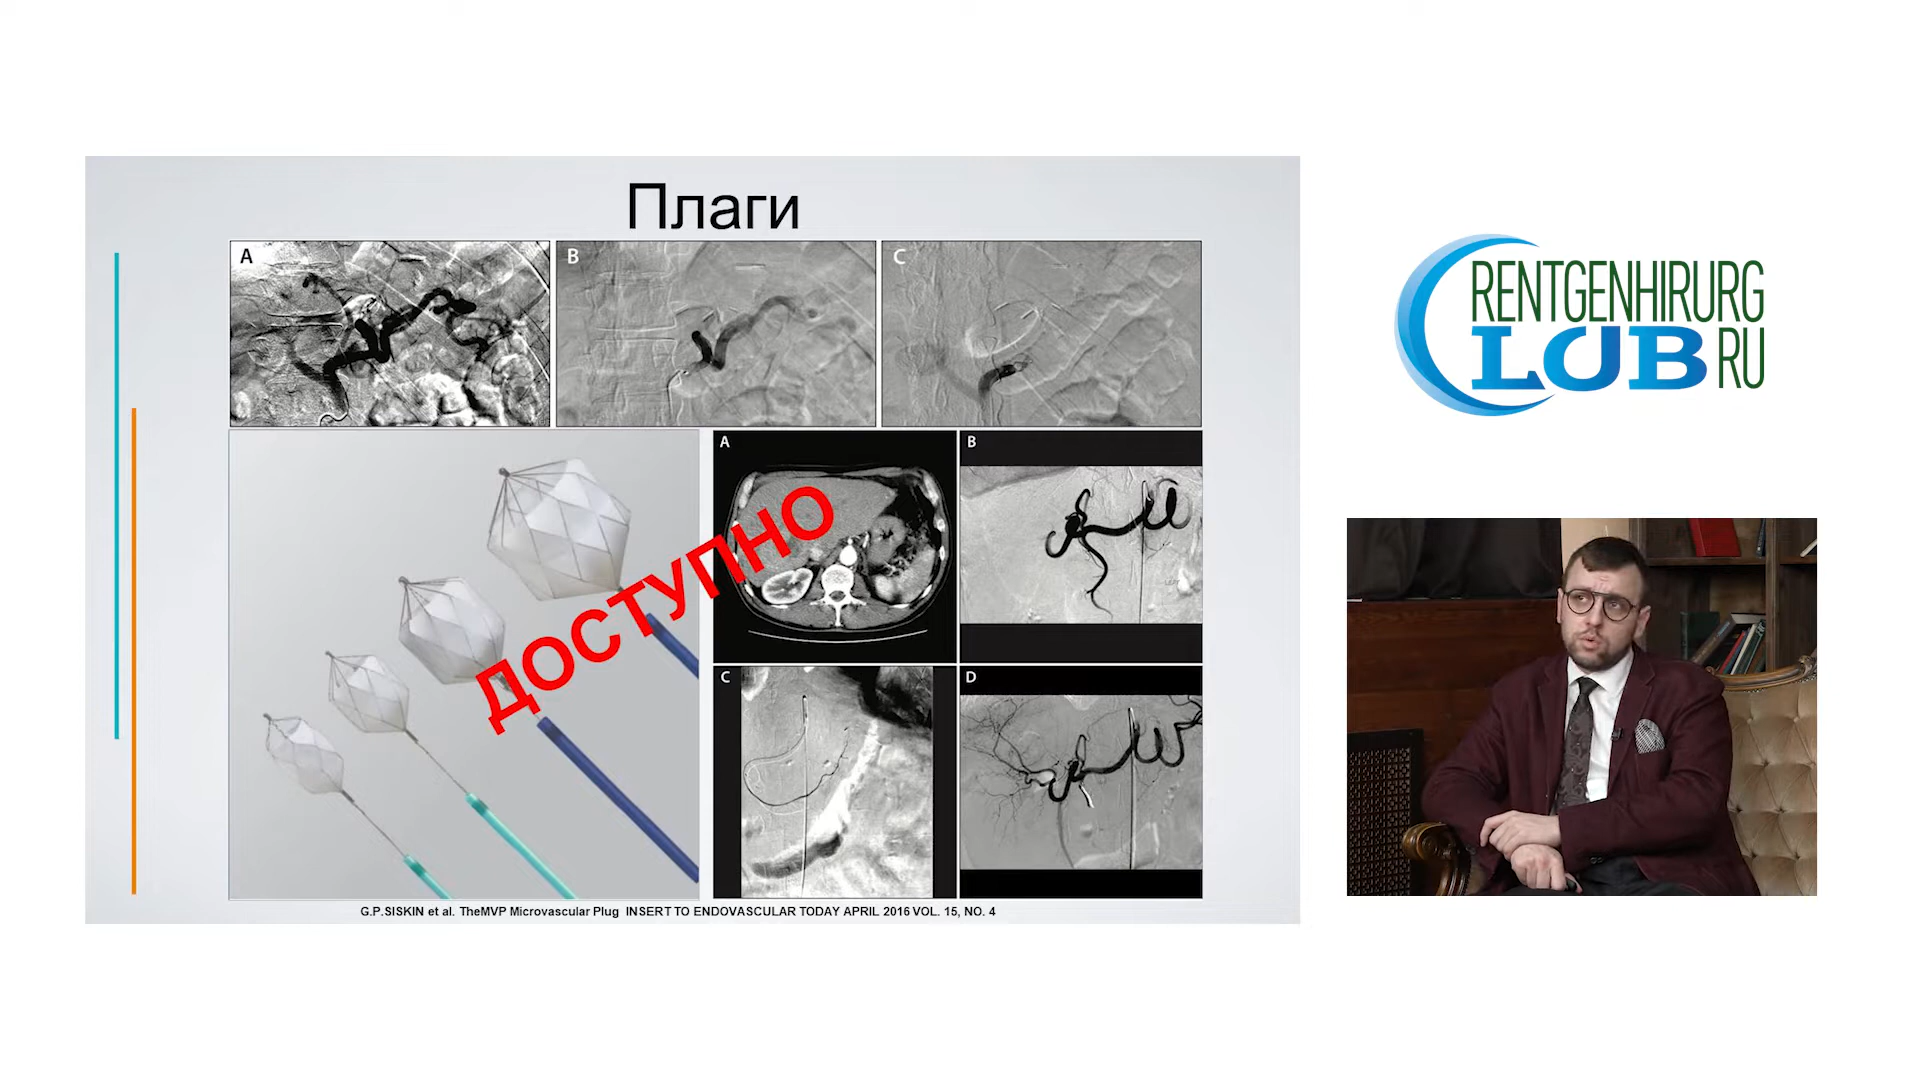 Плаги
A
B
C
ДОСТУПНО
A
B
C
D
G.P.SISKIN et al. TheMVP Microvascular Plug INSERT TO ENDOVASCULAR TODAY APRIL 2016 VOL. 15, NO. 4
RENTGENHIRURG
CLUB RU